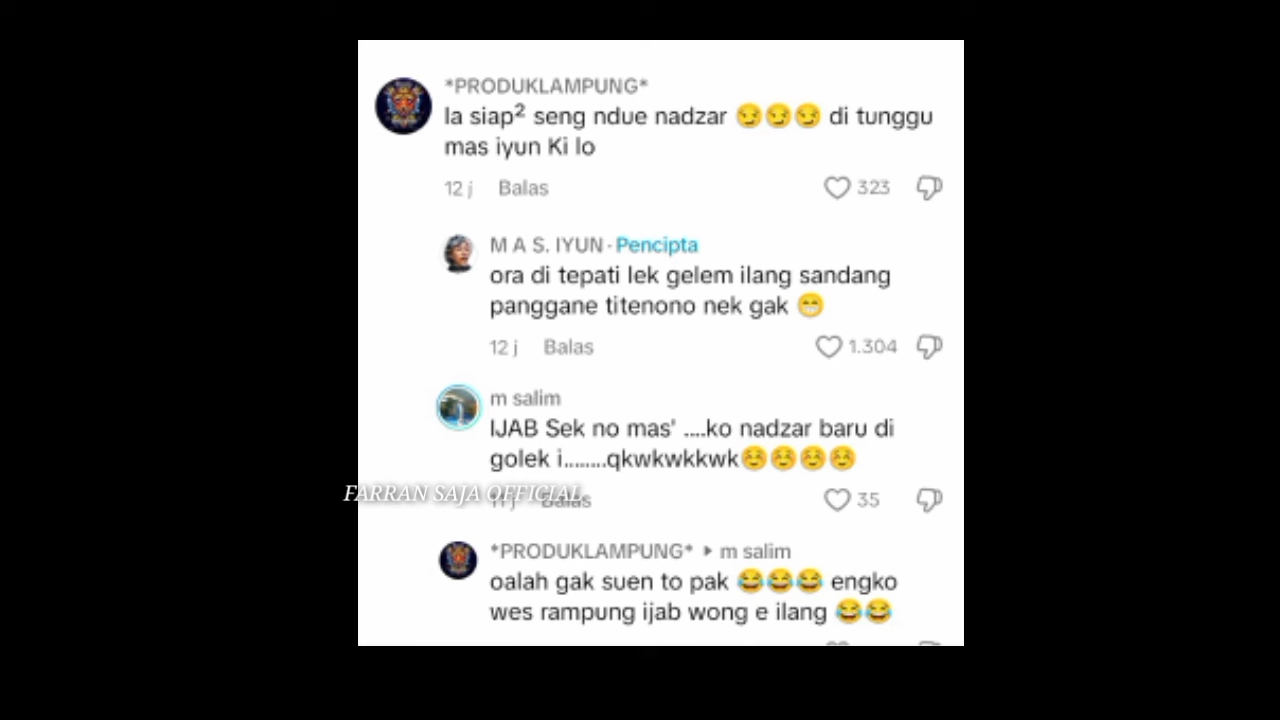 *PRODUKLAMPUNG*
la siap² seng ndue nadzar 😏😏😏 di tunggu
mas iyun Ki lo
12 j Balas 323
M A S. IYUN · Pencipta
ora di tepati lek gelem ilang sandang
panggane titenono nek gak 😁
12 j Balas 1.304
m salim
IJAB Sek no mas' ....ko nadzar baru di
golek i........qkwkwkkwk☺️☺️☺️☺️
FARRAN SAJA OFFICIAL
11 j Balas 35
*PRODUKLAMPUNG* ▸ m salim
oalah gak suen to pak 😂😂😂 engko
wes rampung ijab wong e ilang 😂😂